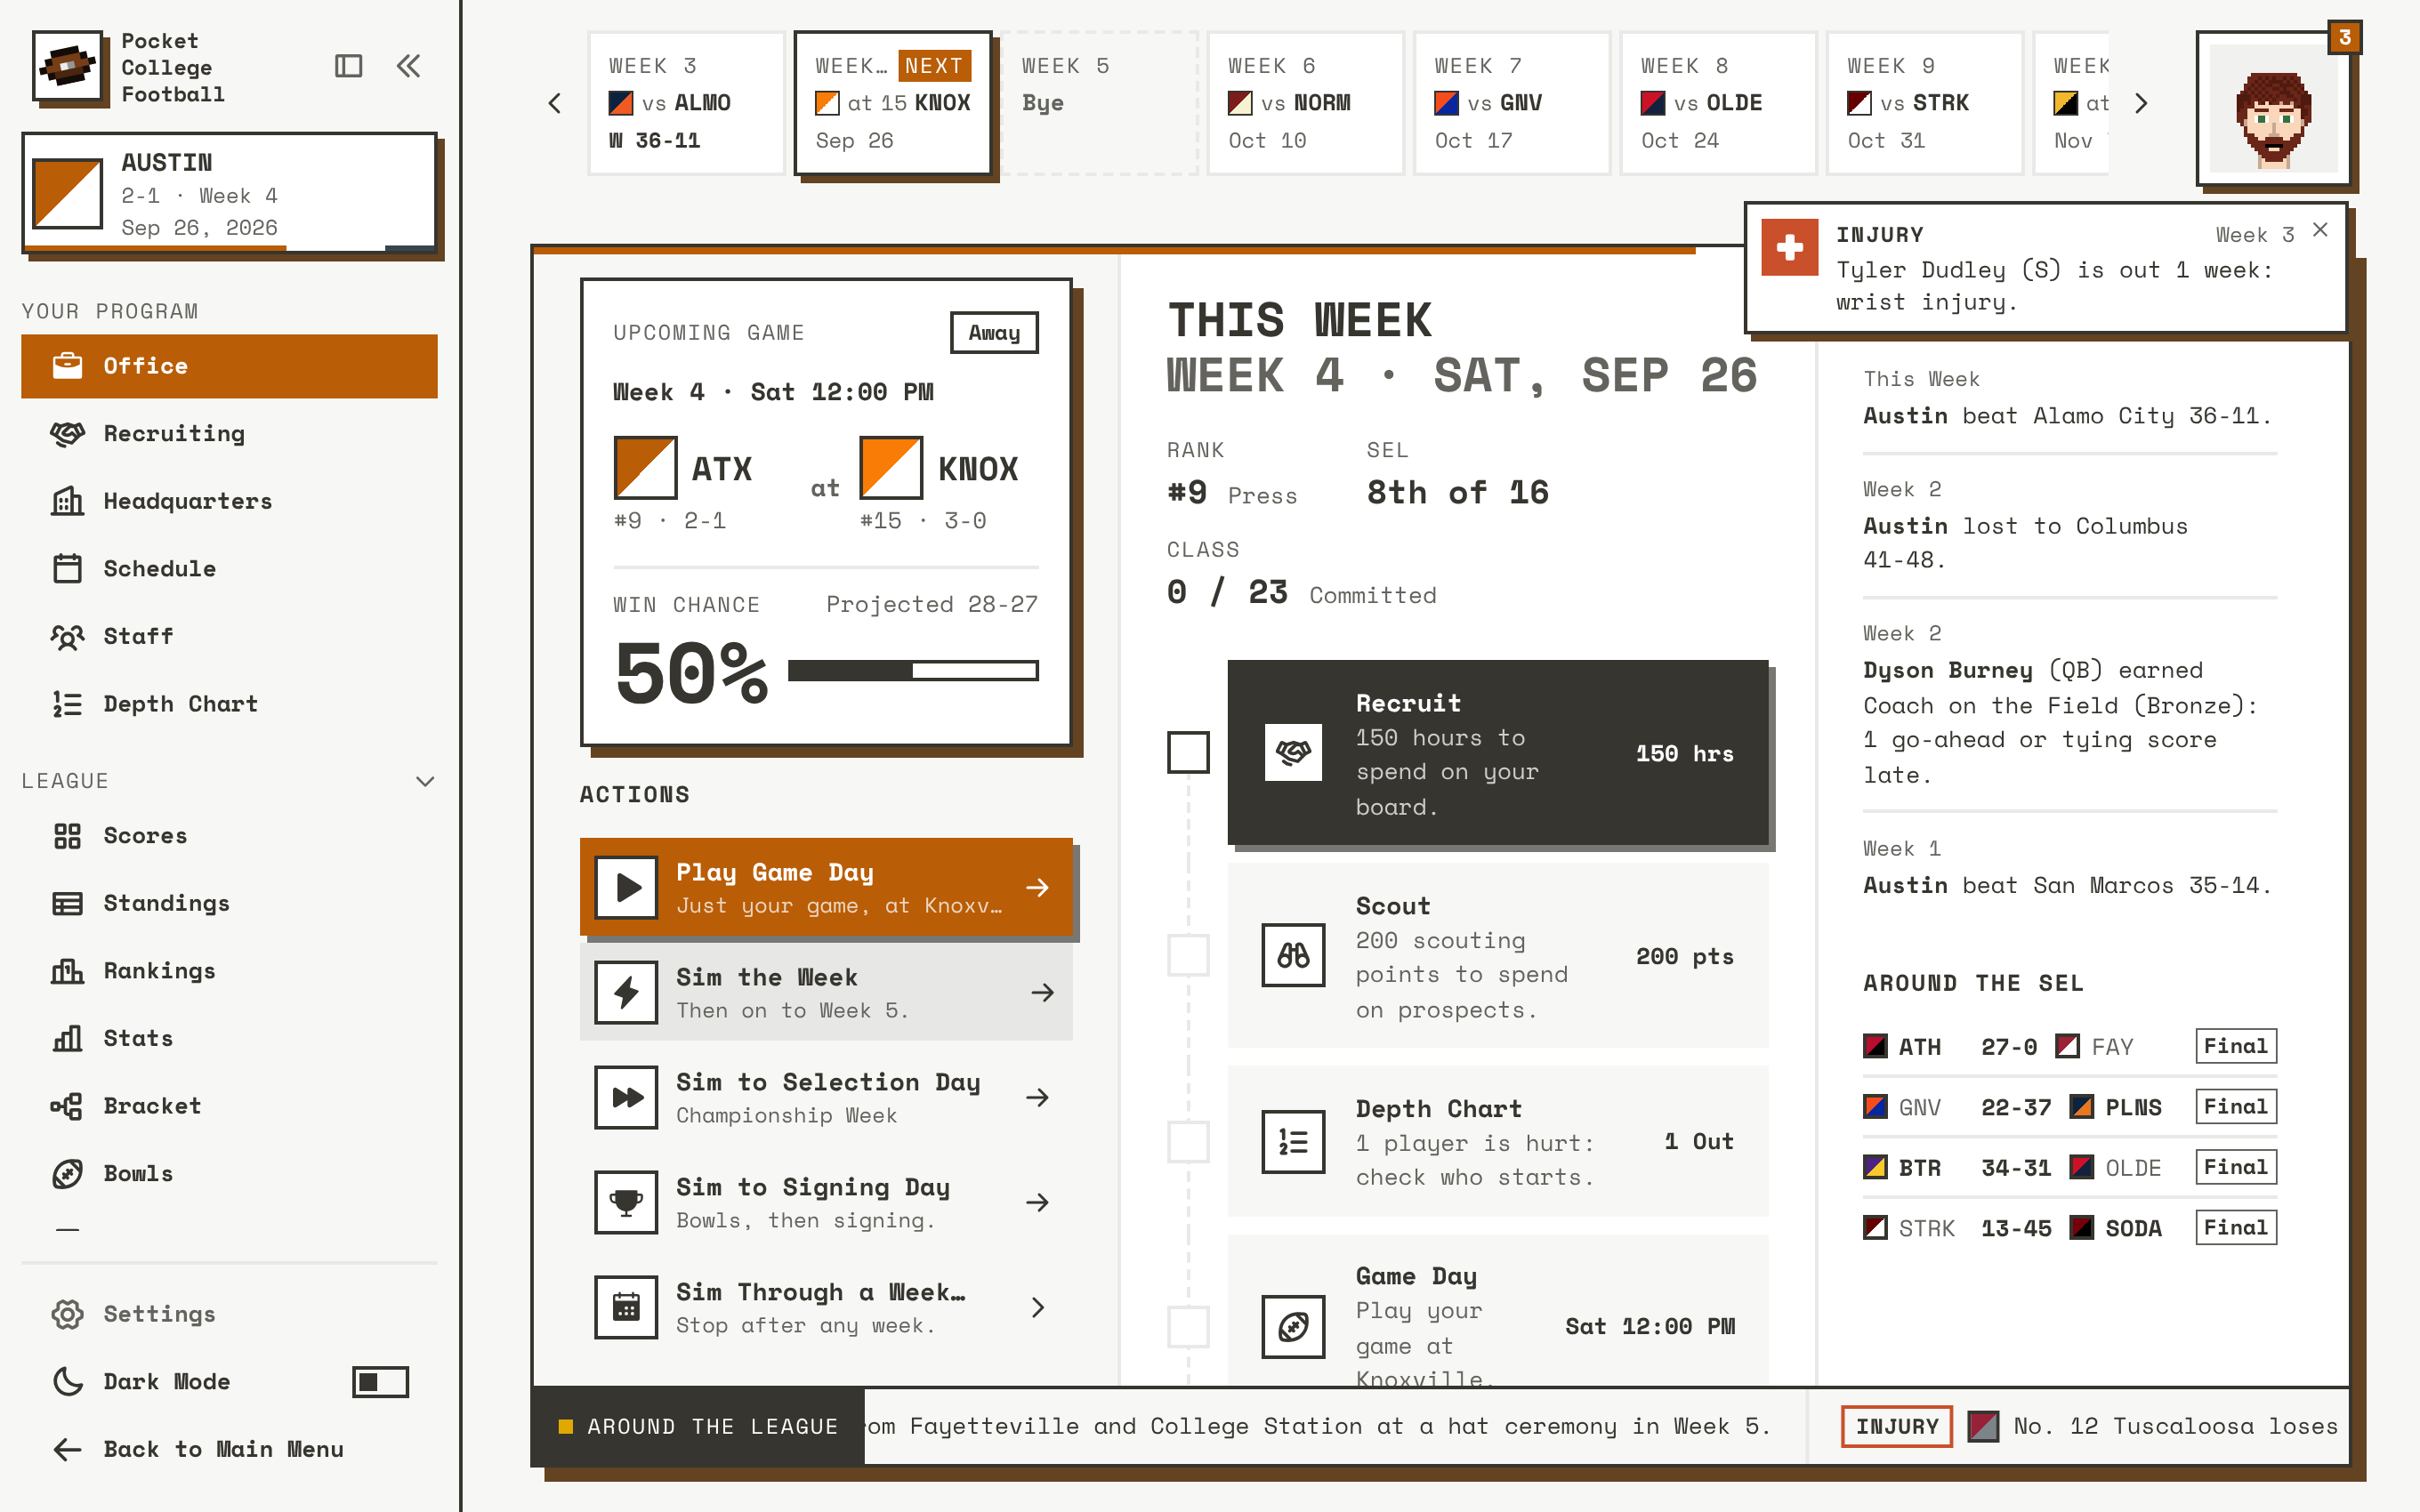 Pocket
College
Football
AUSTIN
2-1 · Week 4
Sep 26, 2026
YOUR PROGRAM
Office
Recruiting
Headquarters
Schedule
Staff
Depth Chart
LEAGUE
Scores
Standings
Rankings
Stats
Bracket
Bowls
Settings
Dark Mode
Back to Main Menu
WEEK 3
vs ALMO
W 36-11
WEEK… NEXT
at 15 KNOX
Sep 26
WEEK 5
Bye
WEEK 6
vs NORM
Oct 10
WEEK 7
vs GNV
Oct 17
WEEK 8
vs OLDE
Oct 24
WEEK 9
vs STRK
Oct 31
WEEK
at
Nov
3
INJURY Week 3
Tyler Dudley (S) is out 1 week:
wrist injury.
UPCOMING GAME Away
Week 4 · Sat 12:00 PM
ATX at KNOX
#9 · 2-1 #15 · 3-0
WIN CHANCE Projected 28-27
50%
ACTIONS
Play Game Day
Just your game, at Knoxv…
Sim the Week
Then on to Week 5.
Sim to Selection Day
Championship Week
Sim to Signing Day
Bowls, then signing.
Sim Through a Week…
Stop after any week.
THIS WEEK
WEEK 4 · SAT, SEP 26
RANK SEL
#9 Press 8th of 16
CLASS
0 / 23 Committed
Recruit
150 hours to
spend on your
board.
150 hrs
Scout
200 scouting
points to spend
on prospects.
200 pts
Depth Chart
1 player is hurt:
check who starts.
1 Out
Game Day
Play your
game at
Knoxville.
Sat 12:00 PM
This Week
Austin beat Alamo City 36-11.
Week 2
Austin lost to Columbus
41-48.
Week 2
Dyson Burney (QB) earned
Coach on the Field (Bronze):
1 go-ahead or tying score
late.
Week 1
Austin beat San Marcos 35-14.
AROUND THE SEL
ATH 27-0 FAY Final
GNV 22-37 PLNS Final
BTR 34-31 OLDE Final
STRK 13-45 SODA Final
AROUND THE LEAGUE
om Fayetteville and College Station at a hat ceremony in Week 5.
INJURY No. 12 Tuscaloosa loses